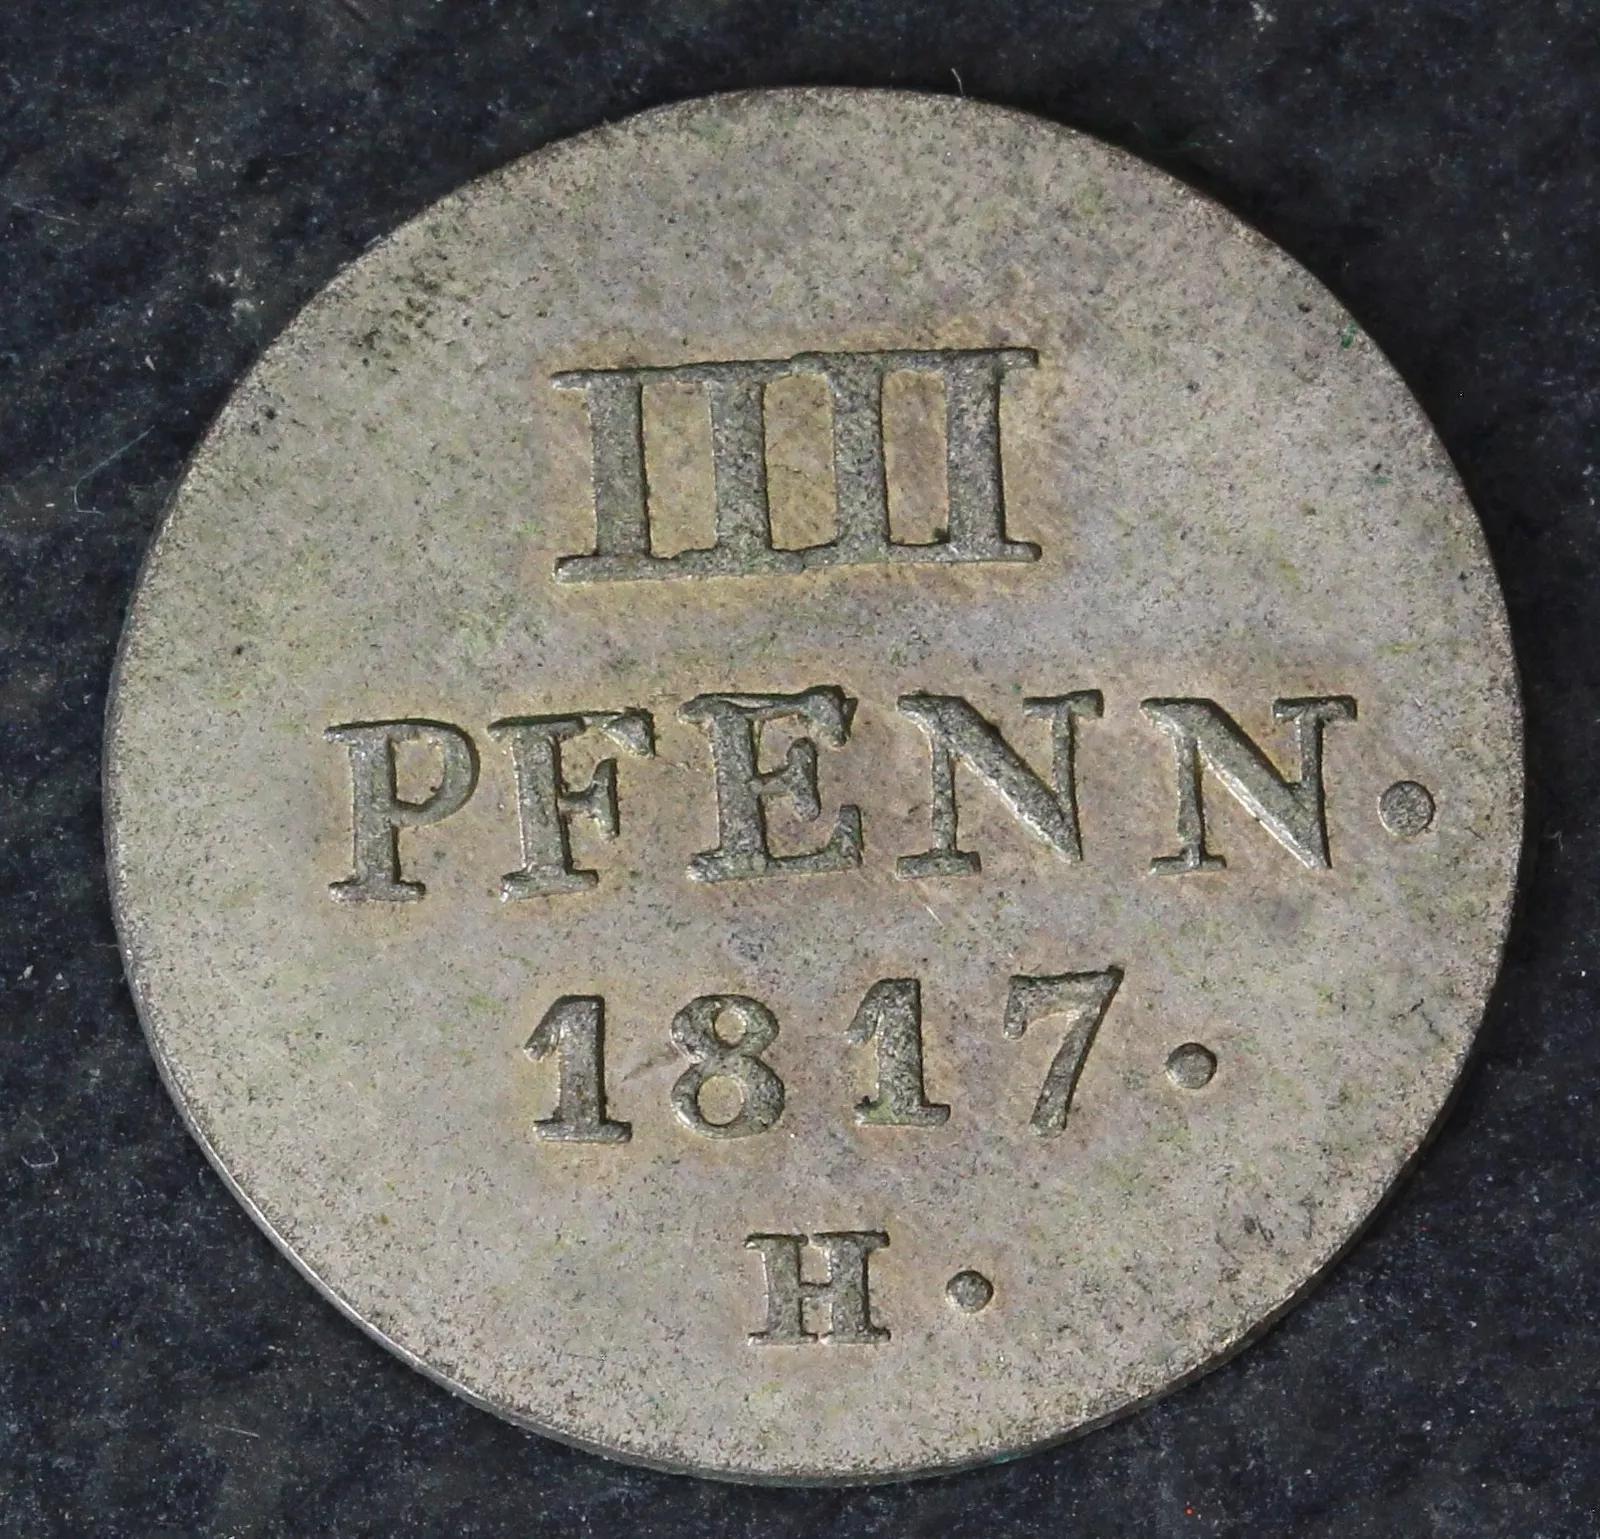 IIII
PFENN.
1817.
H.